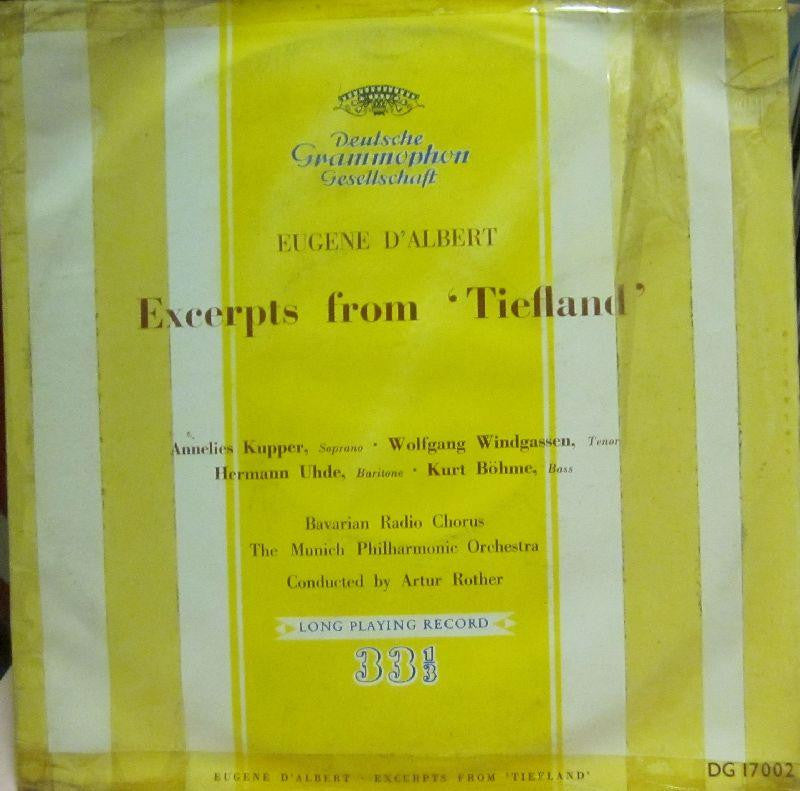 Deutsche
Grammophon
Gesellschaft
EUGENE D'ALBERT
Excerpts from 'Tiefland'
Annelies Kupper, Soprano · Wolfgang Windgassen, Tenor
Hermann Uhde, Baritone · Kurt Böhme, Bass
Bavarian Radio Chorus
The Munich Philharmonic Orchestra
Conducted by Artur Rother
LONG PLAYING RECORD
33⅓
EUGENE D'ALBERT · EXCERPTS FROM 'TIEFLAND'
DG 17002